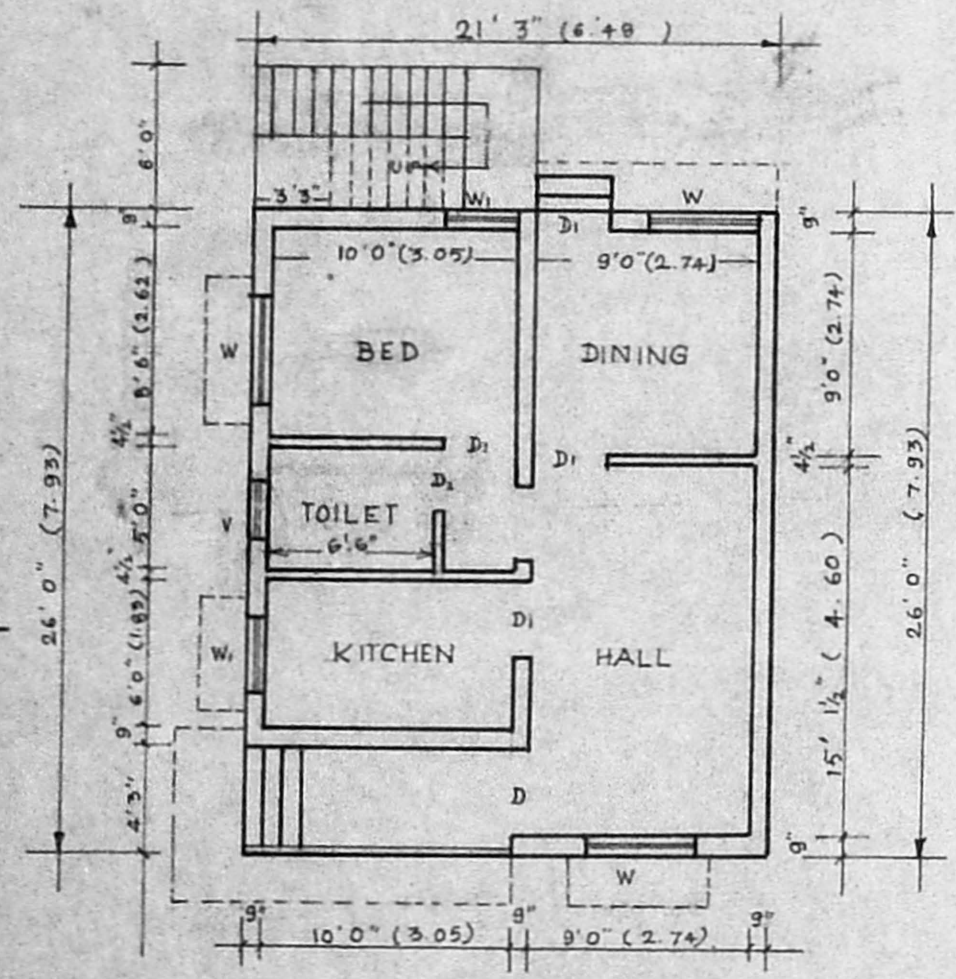 21' 3" (6.48 )
6'0"
UP
3'3"
W1
D1
W
9"
9"
10'0" (3.05)
9'0" (2.74)
8'6" (2.62)
9'0" (2.74)
W
BED
DINING
4½"
D2
D1
4½"
D2
26'0" (7.93)
V
5'0"
TOILET
6'6"
26'0" (7.93)
4½"
W1
6'0" (1.83)
KITCHEN
D1
HALL
15' 1½" (4.60)
9"
4'3"
D
9"
W
9"
9"
9"
10'0" (3.05)
9'0" (2.74)